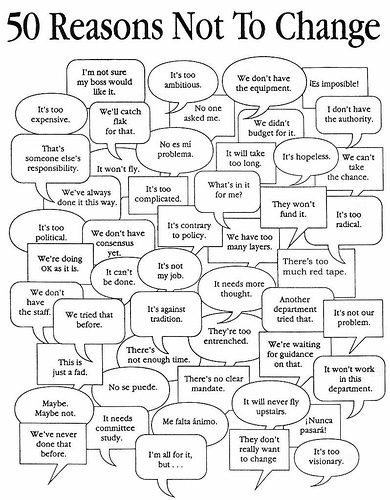 50 Reasons Not To Change
I'm not sure
my boss would
like it.
It's too
ambitious.
We don't have
the equipment.
¡Es imposible!
It's too
expensive.
We'll catch
flak
for that.
No one
asked me.
We didn't
budget for it.
I don't have
the authority.
That's
someone else's
responsibility.
It won't fly.
No es mi
problema.
It will take
too long.
It's hopeless.
We can't
take
the chance.
We've always
done it this way.
It's too
complicated.
What's in it
for me?
They won't
fund it.
It's too
radical.
It's too
political.
We don't have
consensus
yet.
It's contrary
to policy.
We have too
many layers.
There's too
much red tape.
We're doing
OK as it is.
It can't
be done.
It's not
my job.
It needs more
thought.
We don't
have
the staff.
We tried that
before.
It's against
tradition.
They're too
entrenched.
Another
department
tried that.
It's not our
problem.
This is
just a fad.
There's
not enough time.
We're waiting
for guidance
on that.
It won't work
in this
department.
No se puede.
There's no clear
mandate.
Maybe.
Maybe not.
It needs
committee
study.
Me falta ánimo.
It will never fly
upstairs.
¡Nunca
pasará!
We've never
done that
before.
I'm all for it,
but . . .
They don't
really want
to change
It's too
visionary.